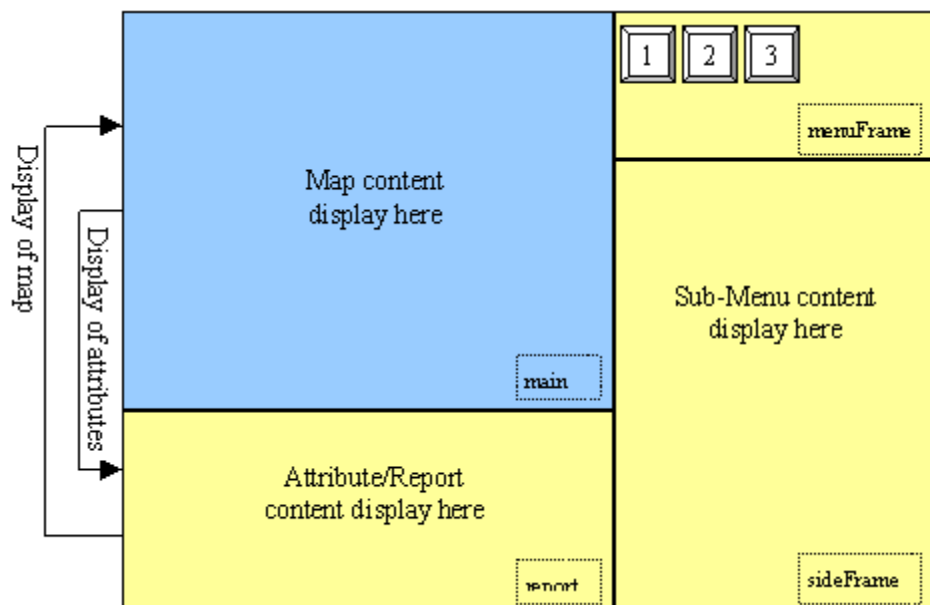 1 2 3
menuFrame
Map content
display here
Display of map
Display of attributes
Sub-Menu content
display here
main
Attribute/Report
content display here
report
sideFrame